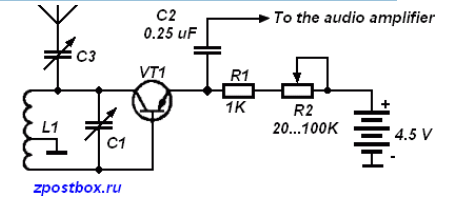 C2
0.25 uF
To the audio amplifier
C3
VT1
R1
1K
R2
20...100K
L1
C1
+
4.5 V
-
zpostbox.ru